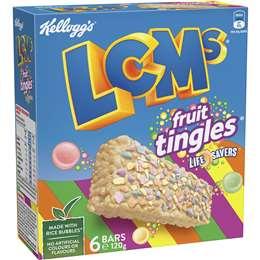 Kellogg's
LCMs
fruit
tingles
LIFE SAVERS
MADE WITH
RICE BUBBLES
NO ARTIFICIAL
COLOURS OR
FLAVOURS
6 BARS
℮ 120g